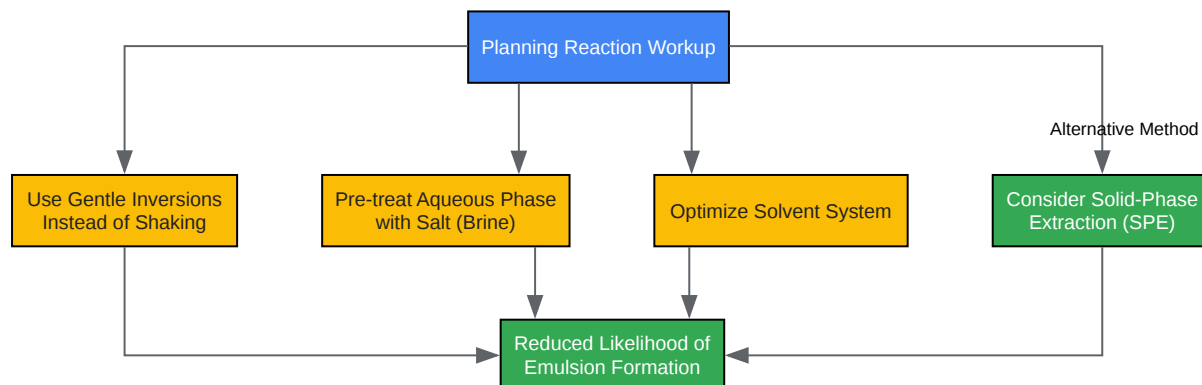 Planning Reaction Workup
Alternative Method
Use Gentle Inversions
Instead of Shaking
Pre-treat Aqueous Phase
with Salt (Brine)
Optimize Solvent System
Consider Solid-Phase
Extraction (SPE)
Reduced Likelihood of
Emulsion Formation